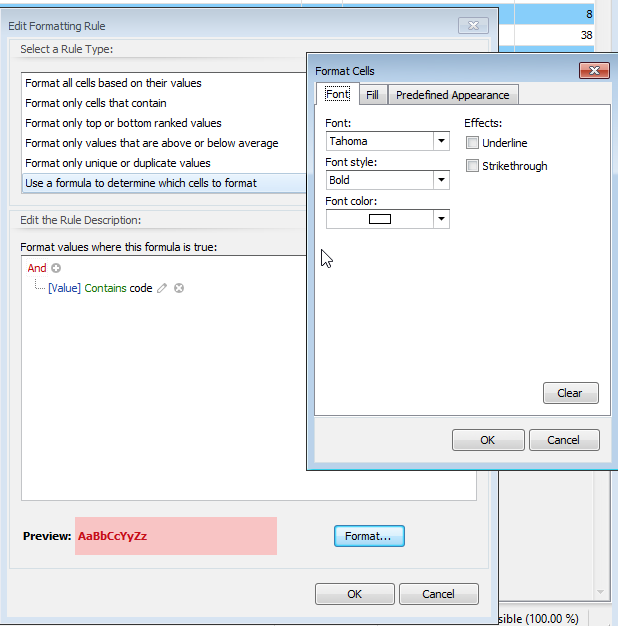 8
38
Edit Formatting Rule
Select a Rule Type:
Format all cells based on their values
Format only cells that contain
Format only top or bottom ranked values
Format only values that are above or below average
Format only unique or duplicate values
Use a formula to determine which cells to format
Edit the Rule Description:
Format values where this formula is true:
And
[Value] Contains code
Preview: AaBbCcYyZz
Format...
OK Cancel
Format Cells
Font Fill Predefined Appearance
Font: Effects:
Tahoma Underline
Font style: Strikethrough
Bold
Font color:
Clear
OK Cancel
sible (100.00 %)